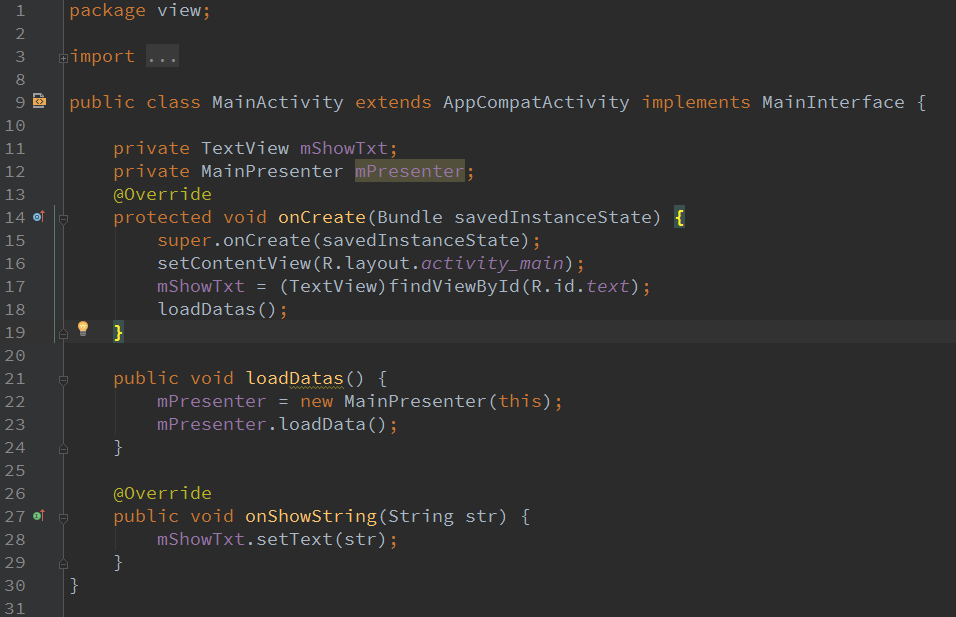 1 package view;
2
3 import ...
8
9 public class MainActivity extends AppCompatActivity implements MainInterface {
10
11     private TextView mShowTxt;
12     private MainPresenter mPresenter;
13     @Override
14     protected void onCreate(Bundle savedInstanceState) {
15         super.onCreate(savedInstanceState);
16         setContentView(R.layout.activity_main);
17         mShowTxt = (TextView)findViewById(R.id.text);
18         loadDatas();
19     }
20
21     public void loadDatas() {
22         mPresenter = new MainPresenter(this);
23         mPresenter.loadData();
24     }
25
26     @Override
27     public void onShowString(String str) {
28         mShowTxt.setText(str);
29     }
30 }
31